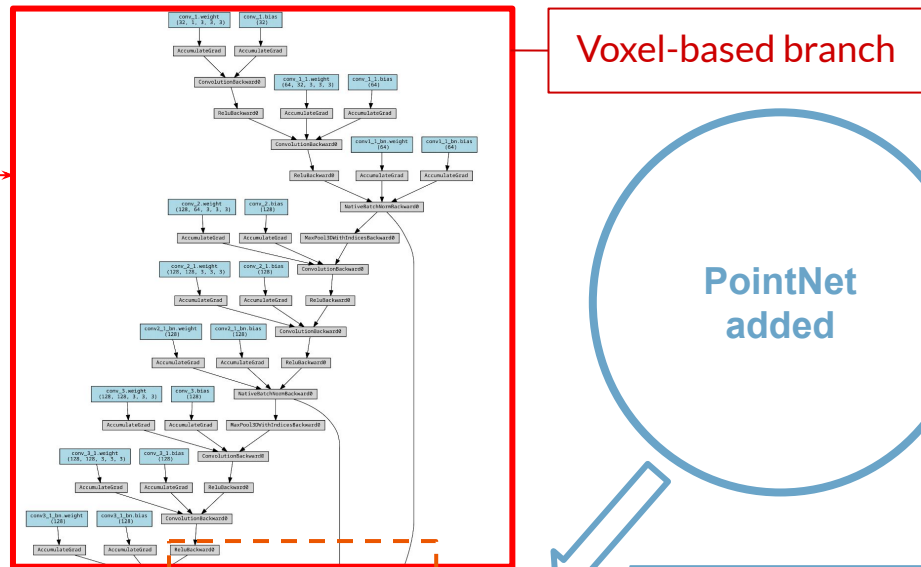 conv_1.weight
(32, 1, 3, 3, 3)
conv_1.bias
(32)
AccumulateGrad
AccumulateGrad
ConvolutionBackward0
conv_1_1.weight
(64, 32, 3, 3, 3)
conv_1_1.bias
(64)
ReluBackward0
AccumulateGrad
AccumulateGrad
ConvolutionBackward0
conv1_1_bn.weight
(64)
conv1_1_bn.bias
(64)
ReluBackward0
AccumulateGrad
AccumulateGrad
NativeBatchNormBackward0
conv_2.weight
(128, 64, 3, 3, 3)
conv_2.bias
(128)
AccumulateGrad
AccumulateGrad
MaxPool3DWithIndicesBackward0
ConvolutionBackward0
conv_2_1.weight
(128, 128, 3, 3, 3)
conv_2_1.bias
(128)
AccumulateGrad
AccumulateGrad
ReluBackward0
ConvolutionBackward0
conv2_1_bn.weight
(128)
conv2_1_bn.bias
(128)
AccumulateGrad
AccumulateGrad
ReluBackward0
NativeBatchNormBackward0
conv_3.weight
(128, 128, 3, 3, 3)
conv_3.bias
(128)
AccumulateGrad
AccumulateGrad
MaxPool3DWithIndicesBackward0
ConvolutionBackward0
conv_3_1.weight
(128, 128, 3, 3, 3)
conv_3_1.bias
(128)
AccumulateGrad
AccumulateGrad
ReluBackward0
ConvolutionBackward0
conv3_1_bn.weight
(128)
conv3_1_bn.bias
(128)
AccumulateGrad
AccumulateGrad
ReluBackward0
Voxel-based branch
PointNet
added